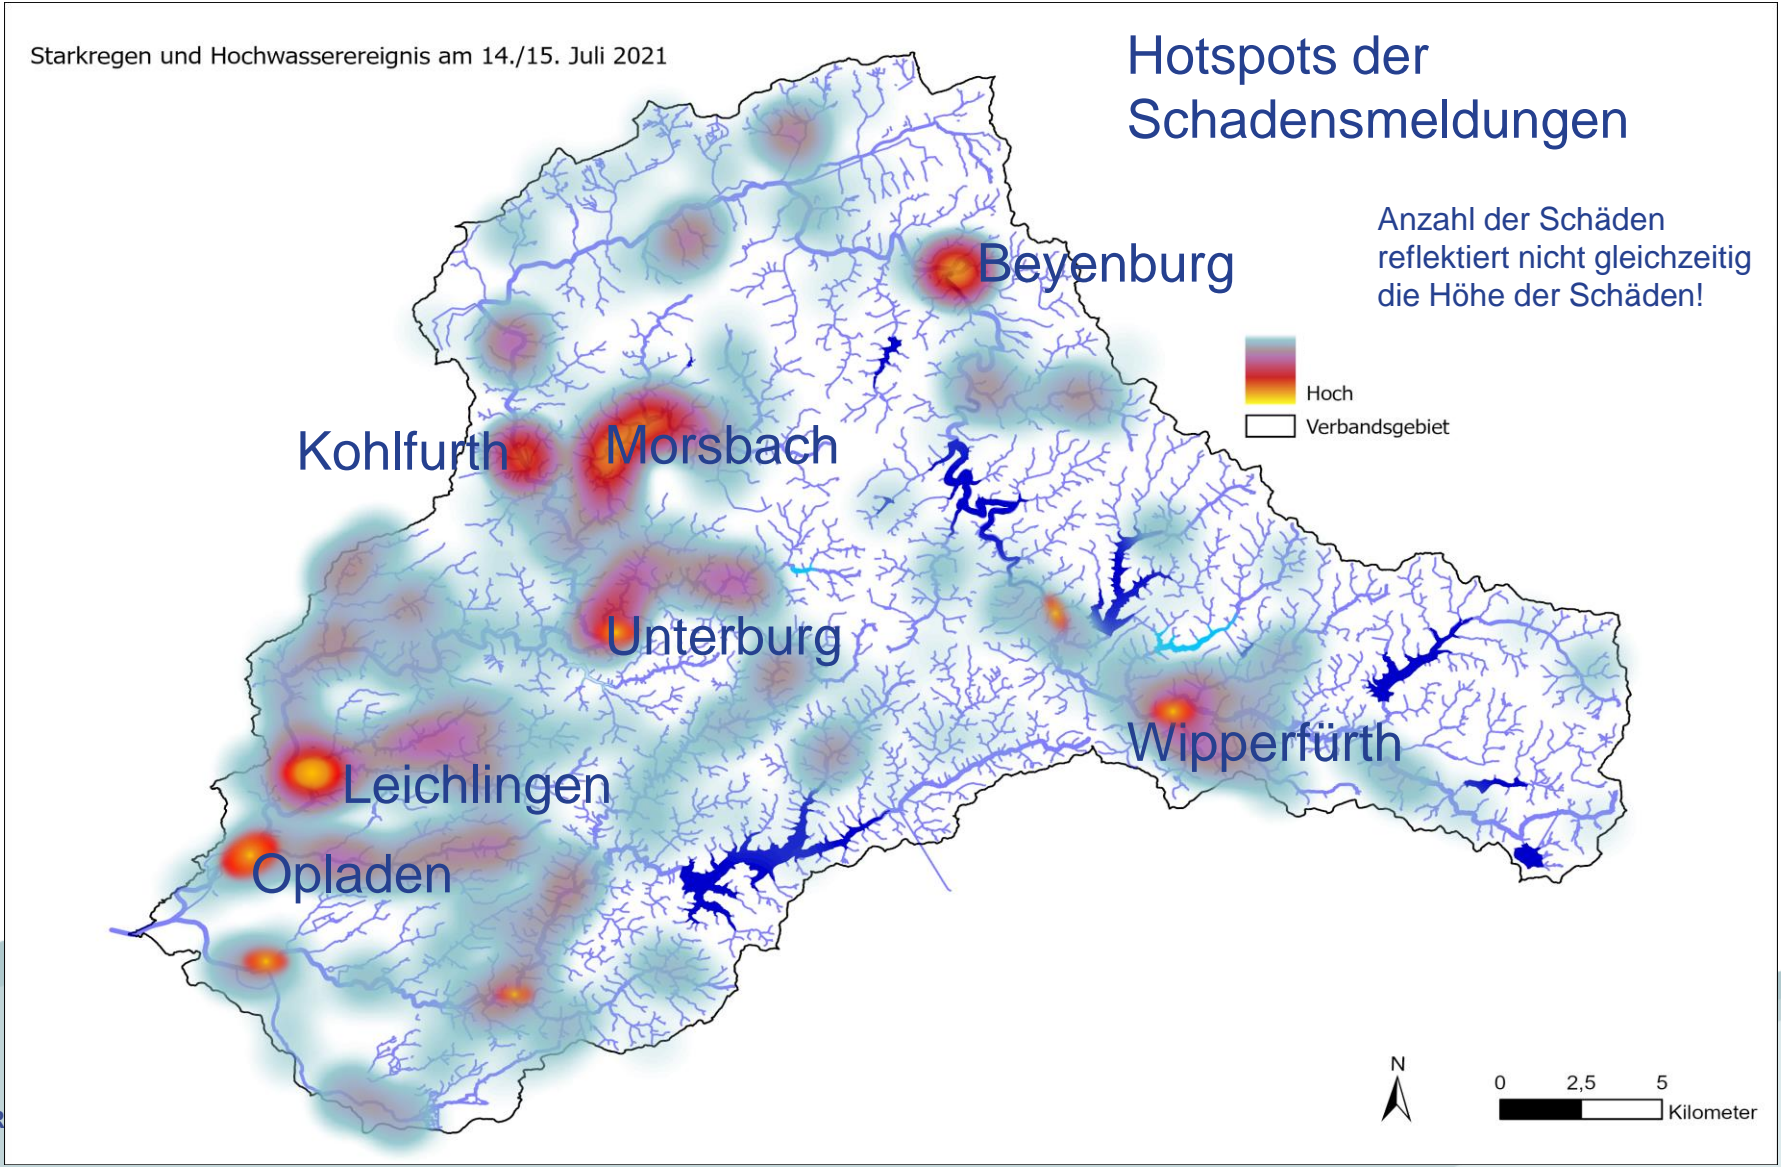 Starkregen und Hochwasserereignis am 14./15. Juli 2021
Hotspots der
Schadensmeldungen
Anzahl der Schäden
reflektiert nicht gleichzeitig
die Höhe der Schäden!
Beyenburg
Hoch
Verbandsgebiet
Kohlfurth
Morsbach
Unterburg
Wipperfürth
Leichlingen
Opladen
N
0 2,5 5
Kilometer
R